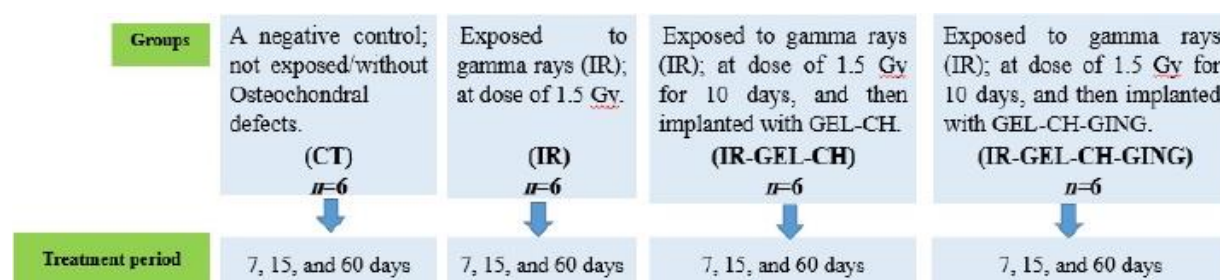 Groups
A negative control;
not exposed/without
Osteochondral
defects.
(CT)
n=6
Exposed to
gamma rays (IR);
at dose of 1.5 Gy.
(IR)
n=6
Exposed to gamma rays
(IR); at dose of 1.5 Gy
for 10 days, and then
implanted with GEL-CH.
(IR-GEL-CH)
n=6
Exposed to gamma rays
(IR); at dose of 1.5 Gy for
10 days, and then implanted
with GEL-CH-GING.
(IR-GEL-CH-GING)
n=6
Treatment period
7, 15, and 60 days
7, 15, and 60 days
7, 15, and 60 days
7, 15, and 60 days